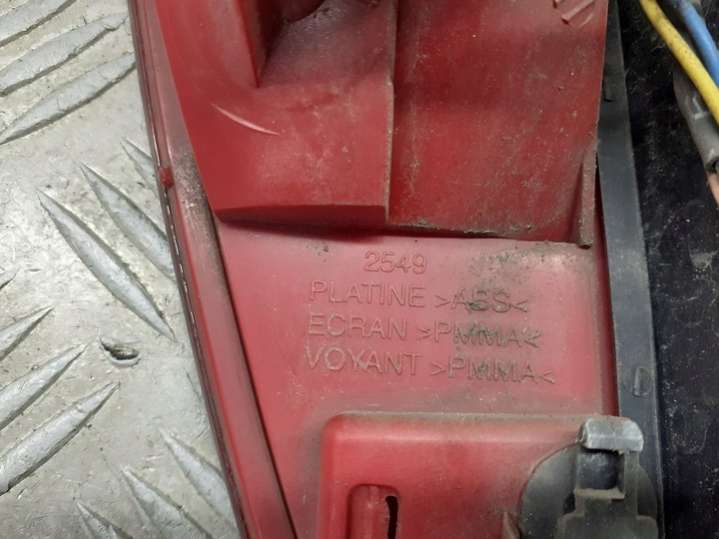 2549
PLATINE >ABS<
ECRAN >PMMA<
VOYANT >PMMA<